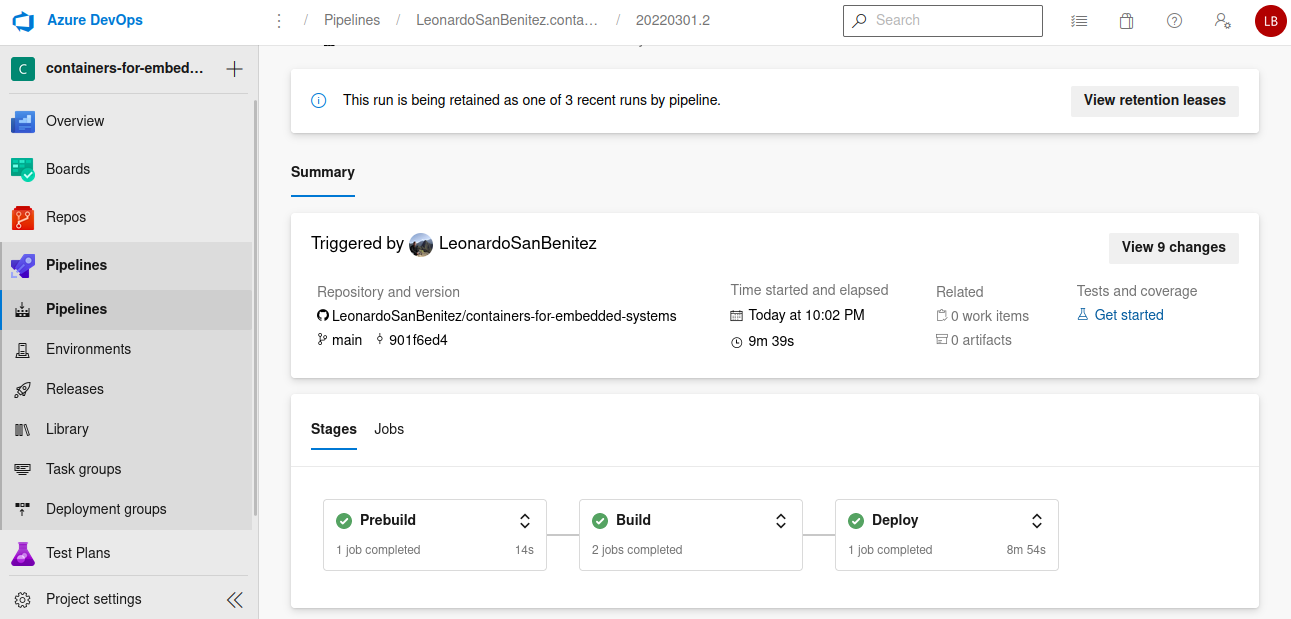 Azure DevOps
/ Pipelines / LeonardoSanBenitez.conta… / 20220301.2
Search
LB
C containers-for-embed…
Overview
Boards
Repos
Pipelines
Pipelines
Environments
Releases
Library
Task groups
Deployment groups
Test Plans
Project settings
This run is being retained as one of 3 recent runs by pipeline.
View retention leases
Summary
Triggered by LeonardoSanBenitez
View 9 changes
Repository and version
LeonardoSanBenitez/containers-for-embedded-systems
main 901f6ed4
Time started and elapsed
Today at 10:02 PM
9m 39s
Related
0 work items
0 artifacts
Tests and coverage
Get started
Stages Jobs
Prebuild
1 job completed 14s
Build
2 jobs completed
Deploy
1 job completed 8m 54s